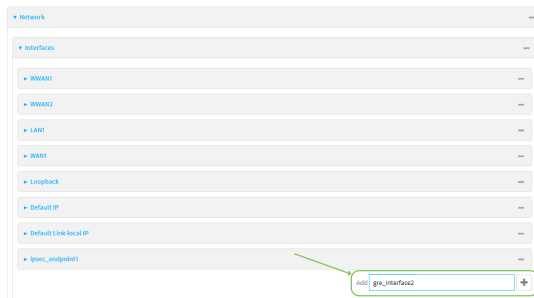 Network
Interfaces
WWAN1
WWAN2
LAN1
WAN1
Loopback
Default IP
Default Link-local IP
ipsec_endpoint1
Add gre_interface2